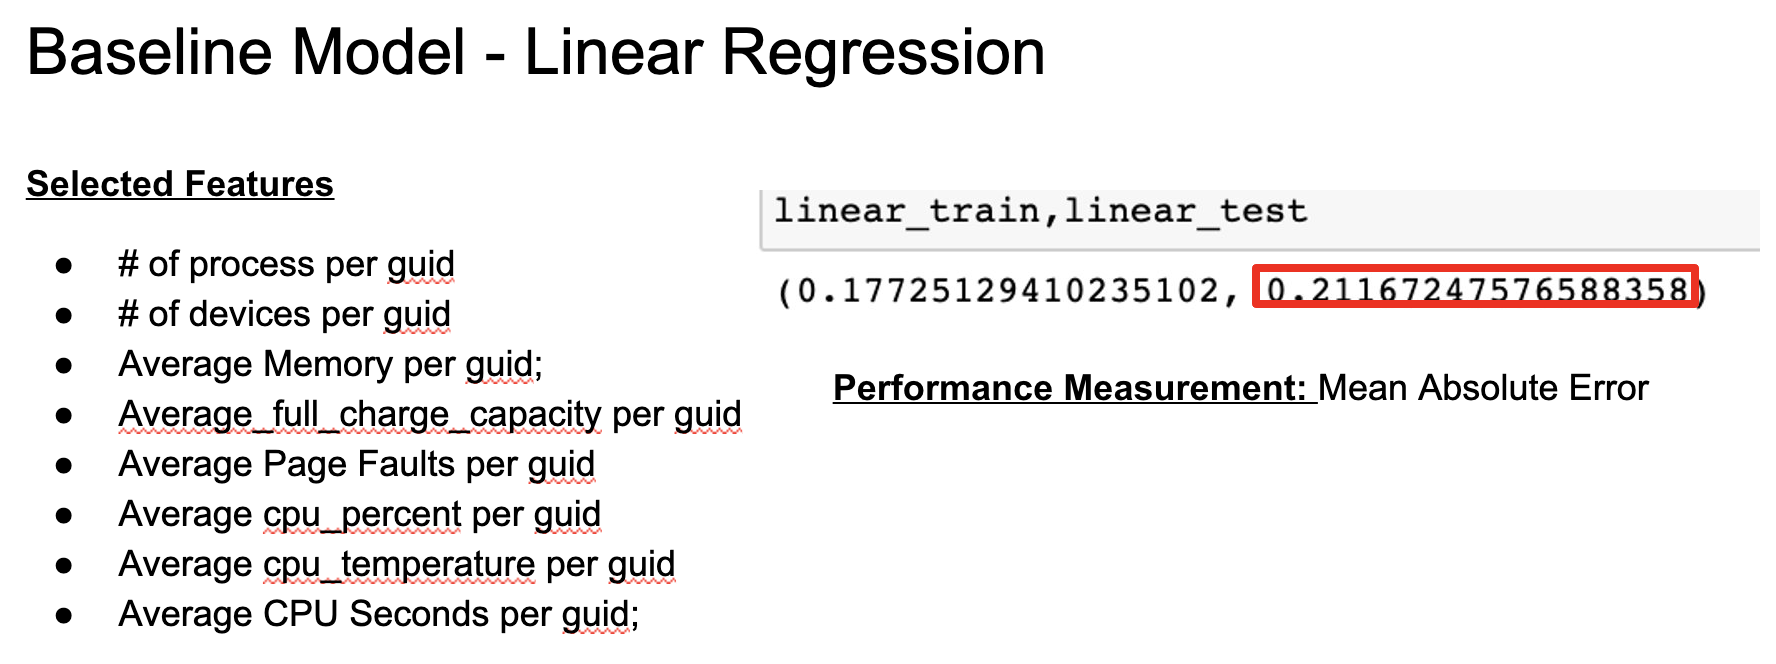 Baseline Model - Linear Regression
Selected Features
● # of process per guid
● # of devices per guid
● Average Memory per guid;
● Average_full_charge_capacity per guid
● Average Page Faults per guid
● Average cpu_percent per guid
● Average cpu_temperature per guid
● Average CPU Seconds per guid;
linear_train,linear_test
(0.17725129410235102, 0.21167247576588358)
Performance Measurement: Mean Absolute Error